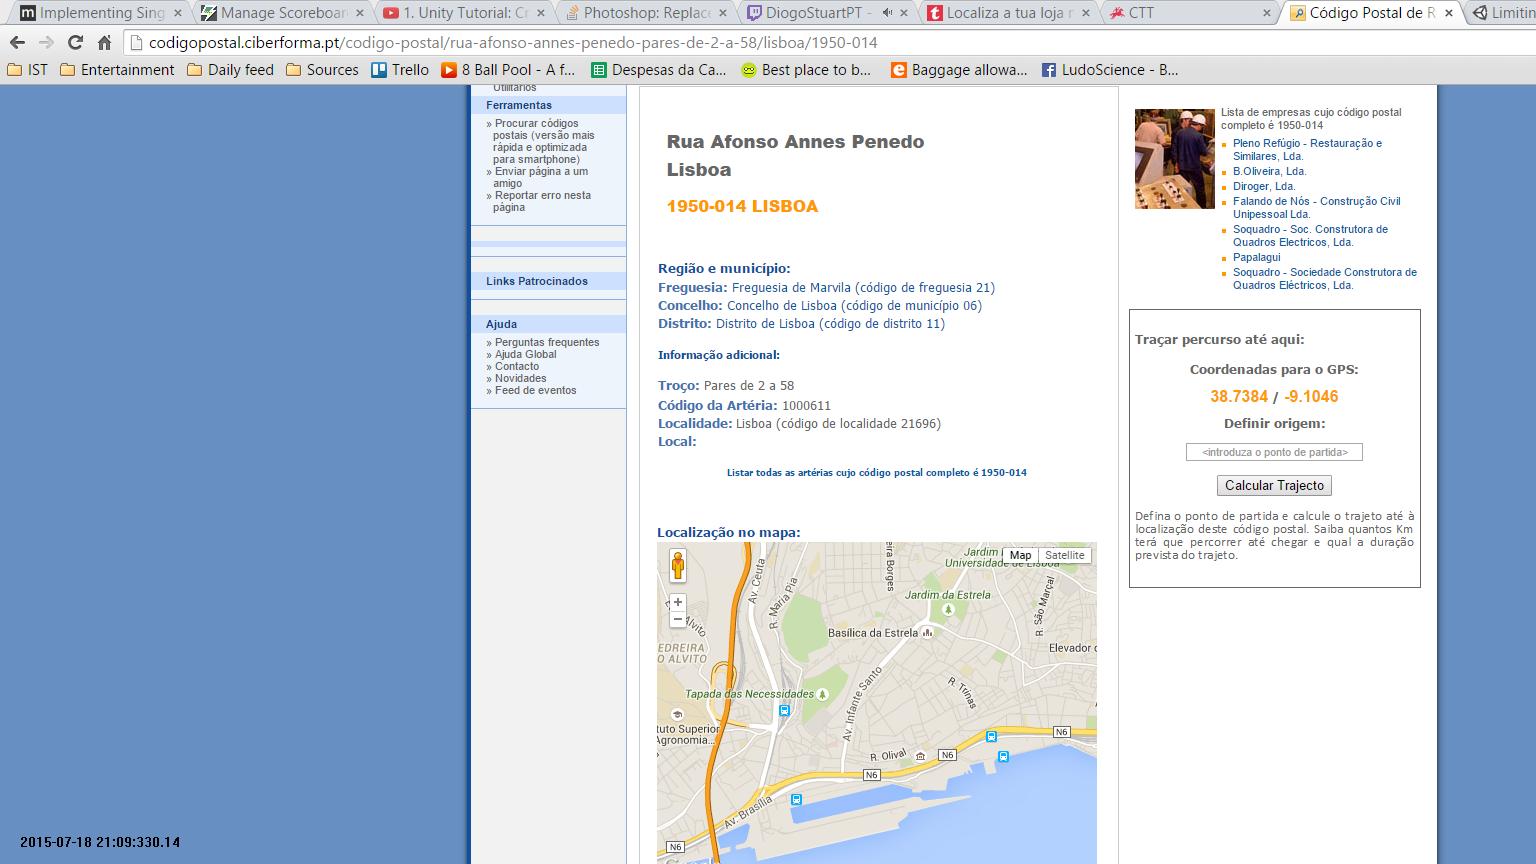 Implementing Sing
Manage Scoreboar
1. Unity Tutorial: Cr
Photoshop: Replace
DiogoStuartPT -
Localiza a tua loja n
CTT
Código Postal de R
Limitin
codigopostal.ciberforma.pt/codigo-postal/rua-afonso-annes-penedo-pares-de-2-a-58/lisboa/1950-014
IST
Entertainment
Daily feed
Sources
Trello
8 Ball Pool - A f...
Despesas da Ca...
Best place to b...
Baggage allowa...
LudoScience - B...
Utilitários
Ferramentas
» Procurar códigos
postais (versão mais
rápida e optimizada
para smartphone)
» Enviar página a um
amigo
» Reportar erro nesta
página
Links Patrocinados
Ajuda
» Perguntas frequentes
» Ajuda Global
» Contacto
» Novidades
» Feed de eventos
Rua Afonso Annes Penedo
Lisboa
1950-014 LISBOA
Região e município:
Freguesia: Freguesia de Marvila (código de freguesia 21)
Concelho: Concelho de Lisboa (código de município 06)
Distrito: Distrito de Lisboa (código de distrito 11)
Informação adicional:
Troço: Pares de 2 a 58
Código da Artéria: 1000611
Localidade: Lisboa (código de localidade 21696)
Local:
Listar todas as artérias cujo código postal completo é 1950-014
Localização no mapa:
Map
Satellite
Av. Ceuta
R. Maria Pia
eira Borges
Jardim d
Universidade de Lisboa
Jardim da Estrela
R. São Marçal
Basílica da Estrela
Elevador d
Alvito
EDREIRA
O ALVITO
Tapada das Necessidades
Av. Infante Santo
R. Trinas
tuto Superior
Agronomia...
R. Olival
N6
N6
N6
Av. Brasília
N6
Lista de empresas cujo código postal
completo é 1950-014
Pleno Refúgio - Restauração e
Similares, Lda.
B.Oliveira, Lda.
Diroger, Lda.
Falando de Nós - Construção Civil
Unipessoal Lda.
Soquadro - Soc. Construtora de
Quadros Electricos, Lda.
Papalagui
Soquadro - Sociedade Construtora de
Quadros Eléctricos, Lda.
Traçar percurso até aqui:
Coordenadas para o GPS:
38.7384 / -9.1046
Definir origem:
<introduza o ponto de partida>
Calcular Trajecto
Defina o ponto de partida e calcule o trajeto até à
localização deste código postal. Saiba quantos Km
terá que percorrer até chegar e qual a duração
prevista do trajeto.
2015-07-18 21:09:330.14